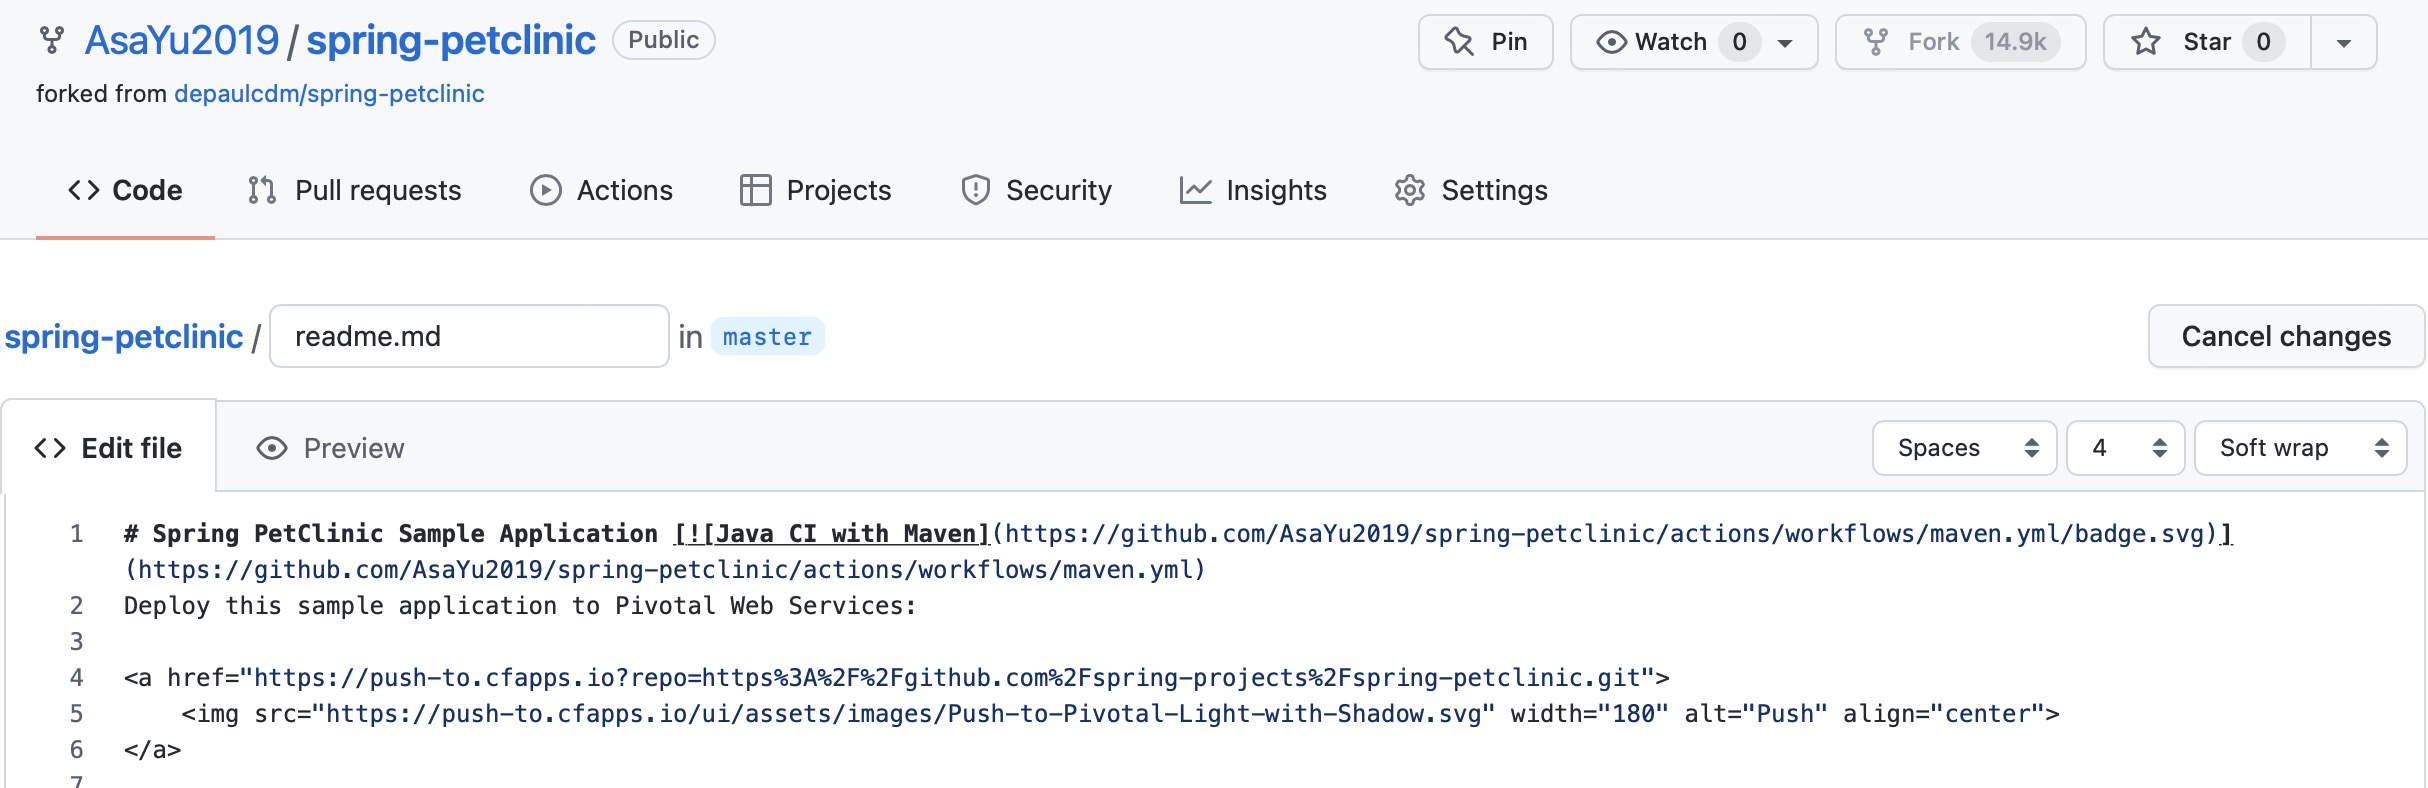 AsaYu2019 / spring-petclinic Public Pin Watch 0 Fork 14.9k Star 0
forked from depaulcdm/spring-petclinic
Code Pull requests Actions Projects Security Insights Settings
spring-petclinic / readme.md in master Cancel changes
Edit file Preview Spaces 4 Soft wrap
1 # Spring PetClinic Sample Application [![Java CI with Maven](https://github.com/AsaYu2019/spring-petclinic/actions/workflows/maven.yml/badge.svg)]
(https://github.com/AsaYu2019/spring-petclinic/actions/workflows/maven.yml)
2 Deploy this sample application to Pivotal Web Services:
3
4 <a href="https://push-to.cfapps.io?repo=https%3A%2F%2Fgithub.com%2Fspring-projects%2Fspring-petclinic.git">
5     <img src="https://push-to.cfapps.io/ui/assets/images/Push-to-Pivotal-Light-with-Shadow.svg" width="180" alt="Push" align="center">
6 </a>
7